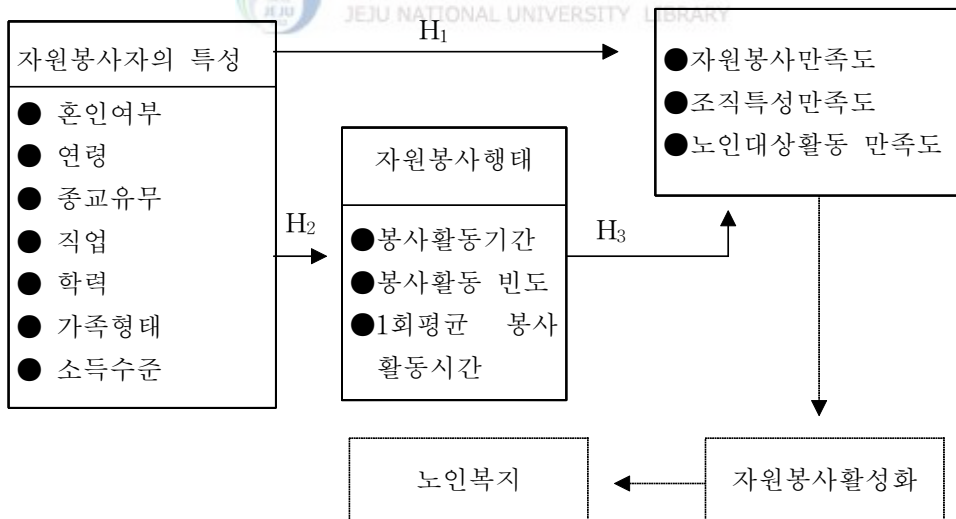 JEJU
JEJU NATIONAL UNIVERSITY LIBRARY
H₁
자원봉사자의 특성
● 혼인여부
● 연령
● 종교유무
● 직업
● 학력
● 가족형태
● 소득수준
H₂
자원봉사행태
●봉사활동기간
●봉사활동 빈도
●1회평균 봉사
활동시간
H₃
●자원봉사만족도
●조직특성만족도
●노인대상활동 만족도
노인복지
자원봉사활성화